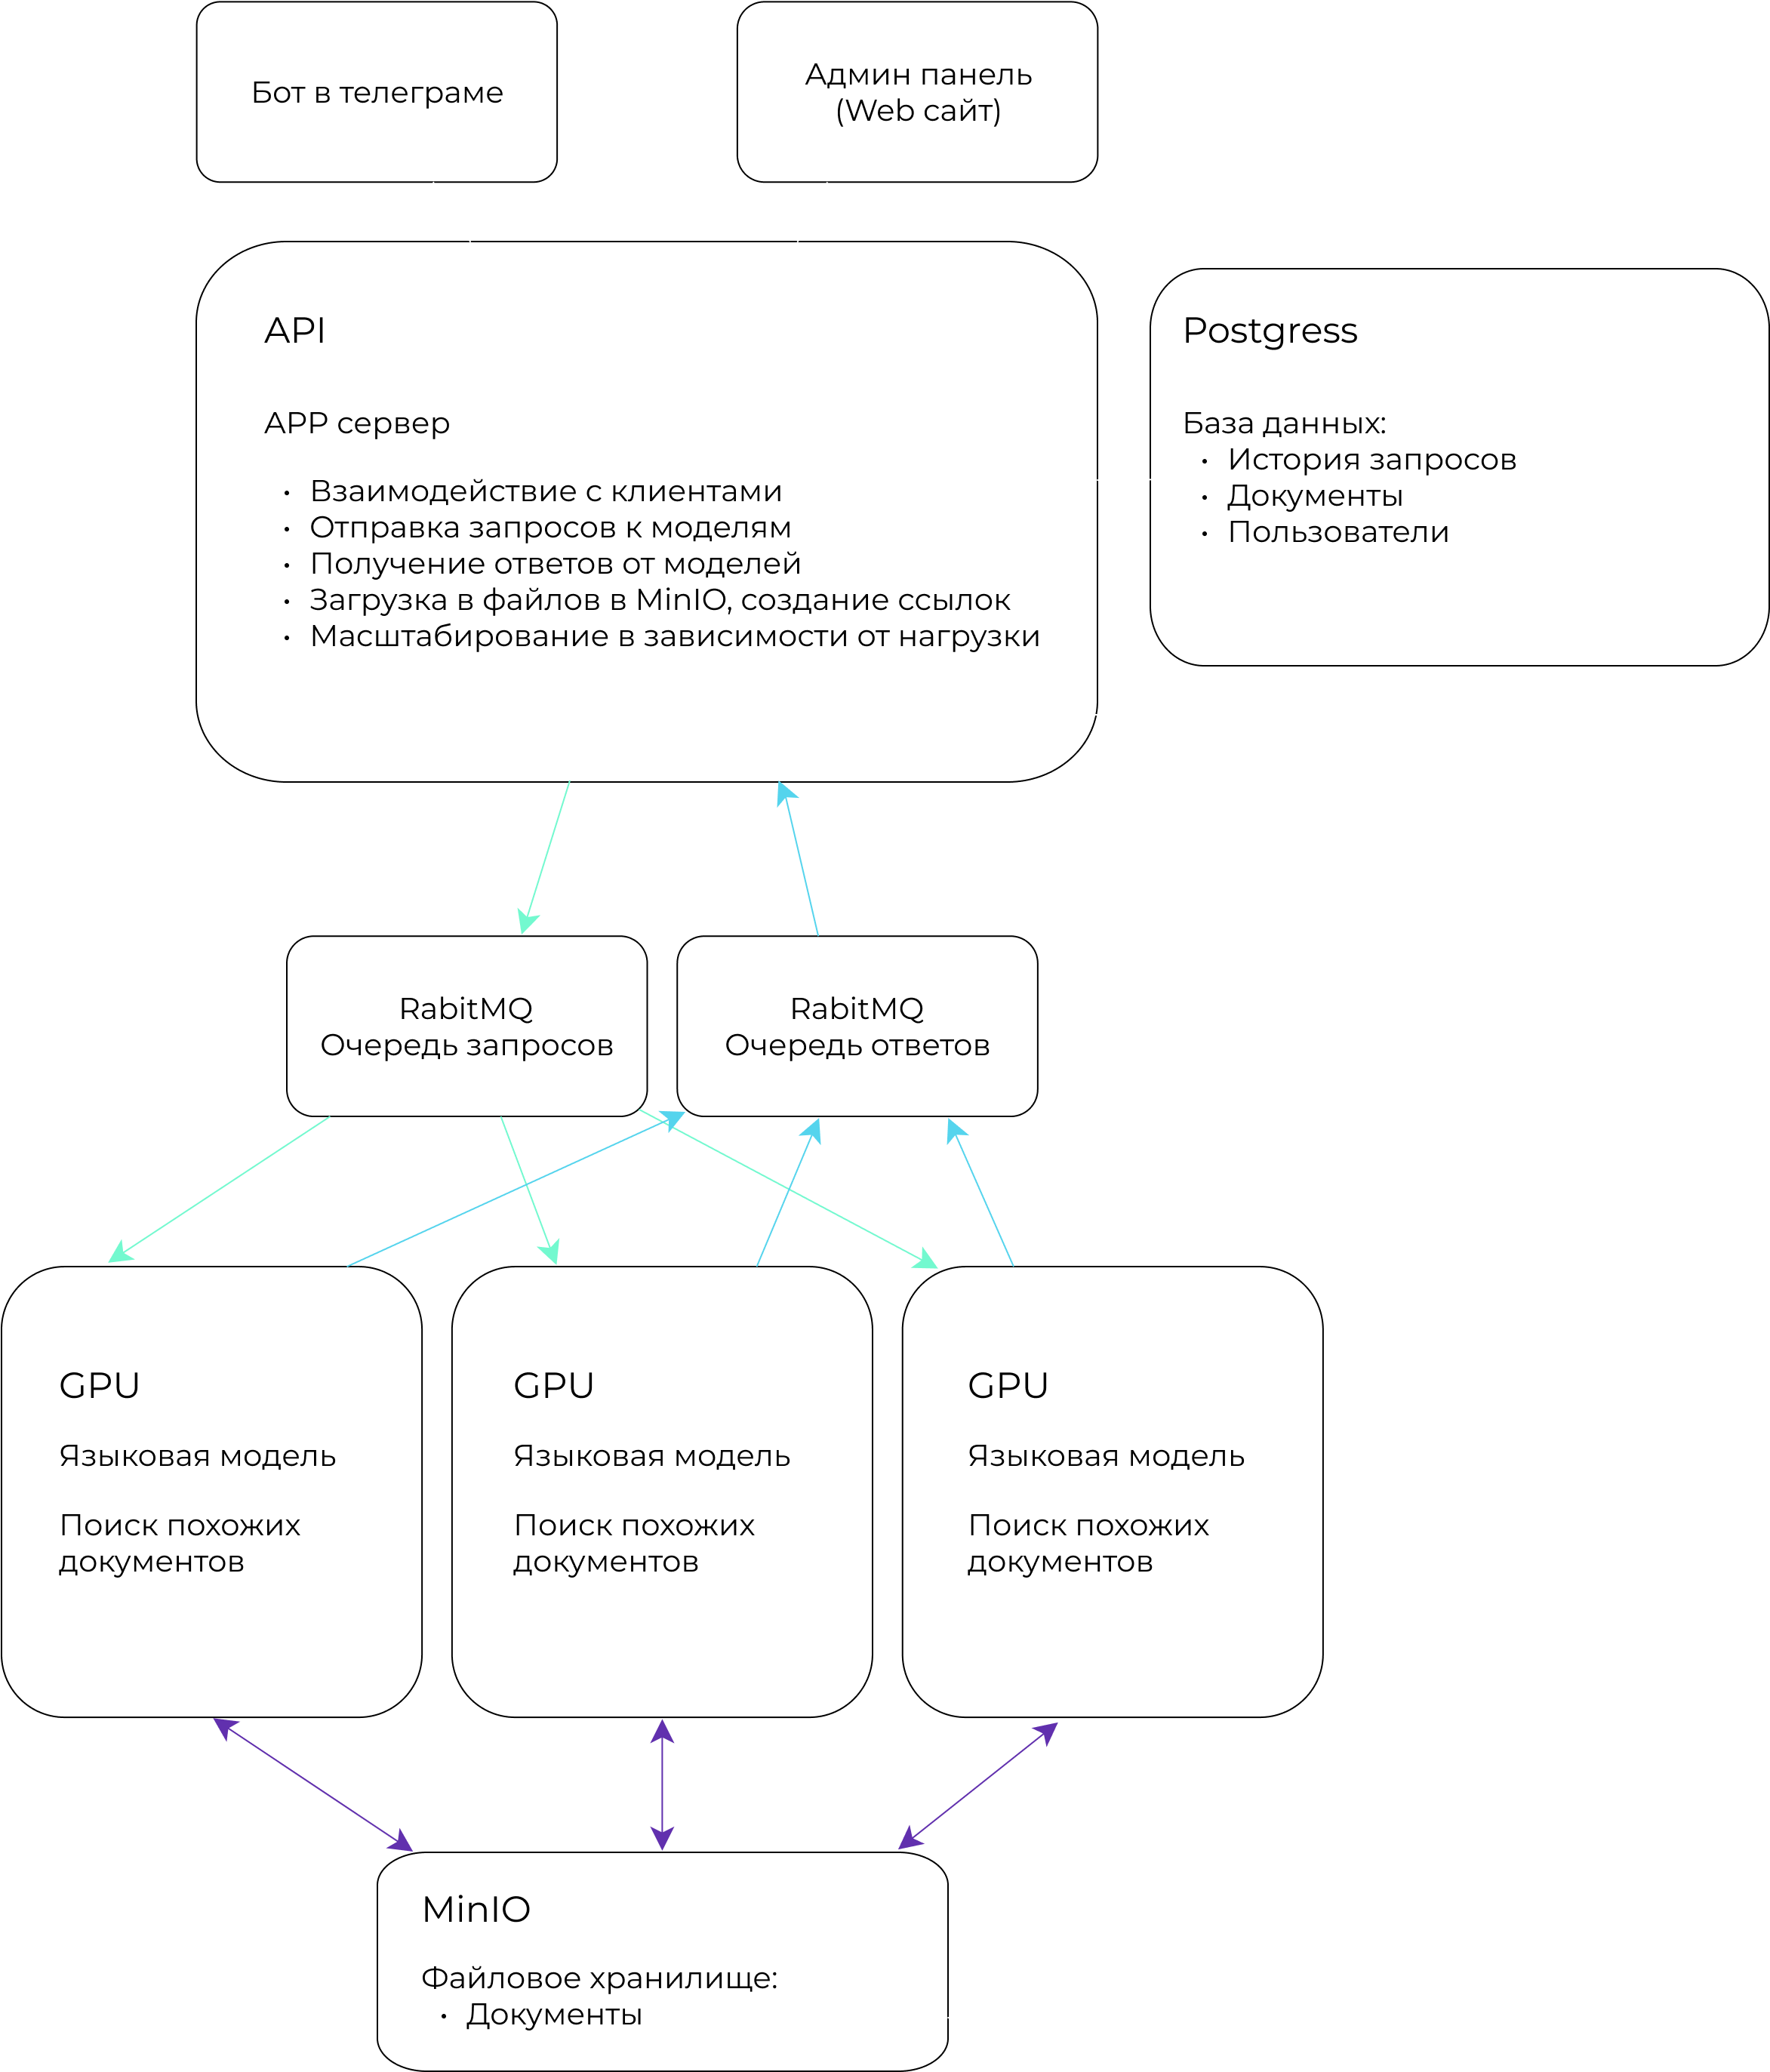 Бот в телеграме
Админ панель
(Web сайт)
API
APP сервер
• Взаимодействие с клиентами
• Отправка запросов к моделям
• Получение ответов от моделей
• Загрузка в файлов в MinIO, создание ссылок
• Масштабирование в зависимости от нагрузки
Postgress
База данных:
• История запросов
• Документы
• Пользователи
RabitMQ
Очередь запросов
RabitMQ
Очередь ответов
GPU
Языковая модель
Поиск похожих
документов
GPU
Языковая модель
Поиск похожих
документов
GPU
Языковая модель
Поиск похожих
документов
MinIO
Файловое хранилище:
• Документы